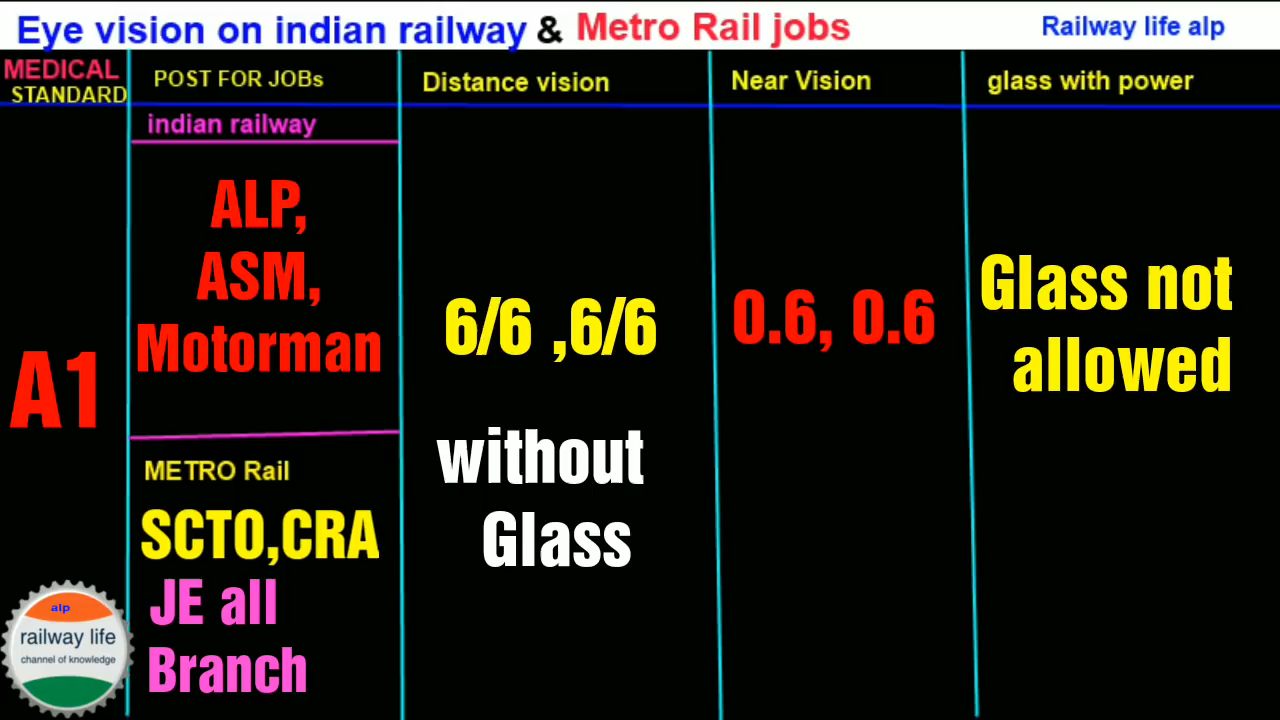 Eye vision on indian railway & Metro Rail jobs
Railway life alp
MEDICAL
STANDARD
POST FOR JOBs
Distance vision
Near Vision
glass with power
A1
indian railway
ALP,
ASM,
Motorman
METRO Rail
SCTO,CRA
JE all
Branch
6/6 ,6/6
without
Glass
0.6, 0.6
Glass not
allowed
alp
railway life
channel of knowledge